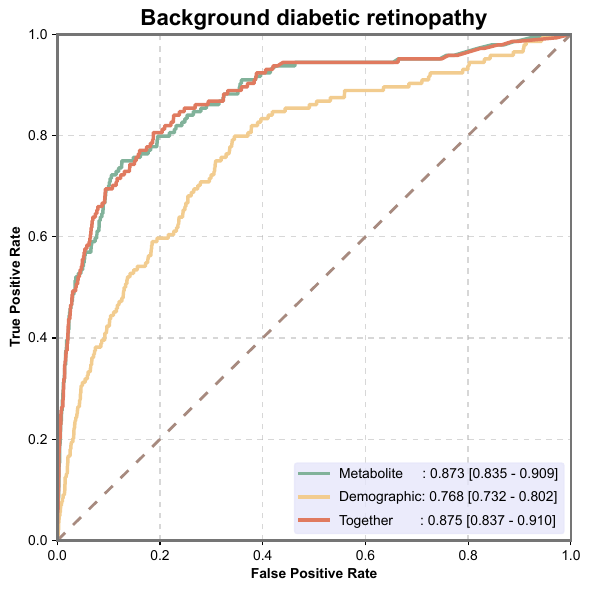 Background diabetic retinopathy
1.0
0.8
0.6
0.4
0.2
0.0
True Positive Rate
Metabolite : 0.873 [0.835 - 0.909]
Demographic: 0.768 [0.732 - 0.802]
Together : 0.875 [0.837 - 0.910]
0.0 0.2 0.4 0.6 0.8 1.0
False Positive Rate